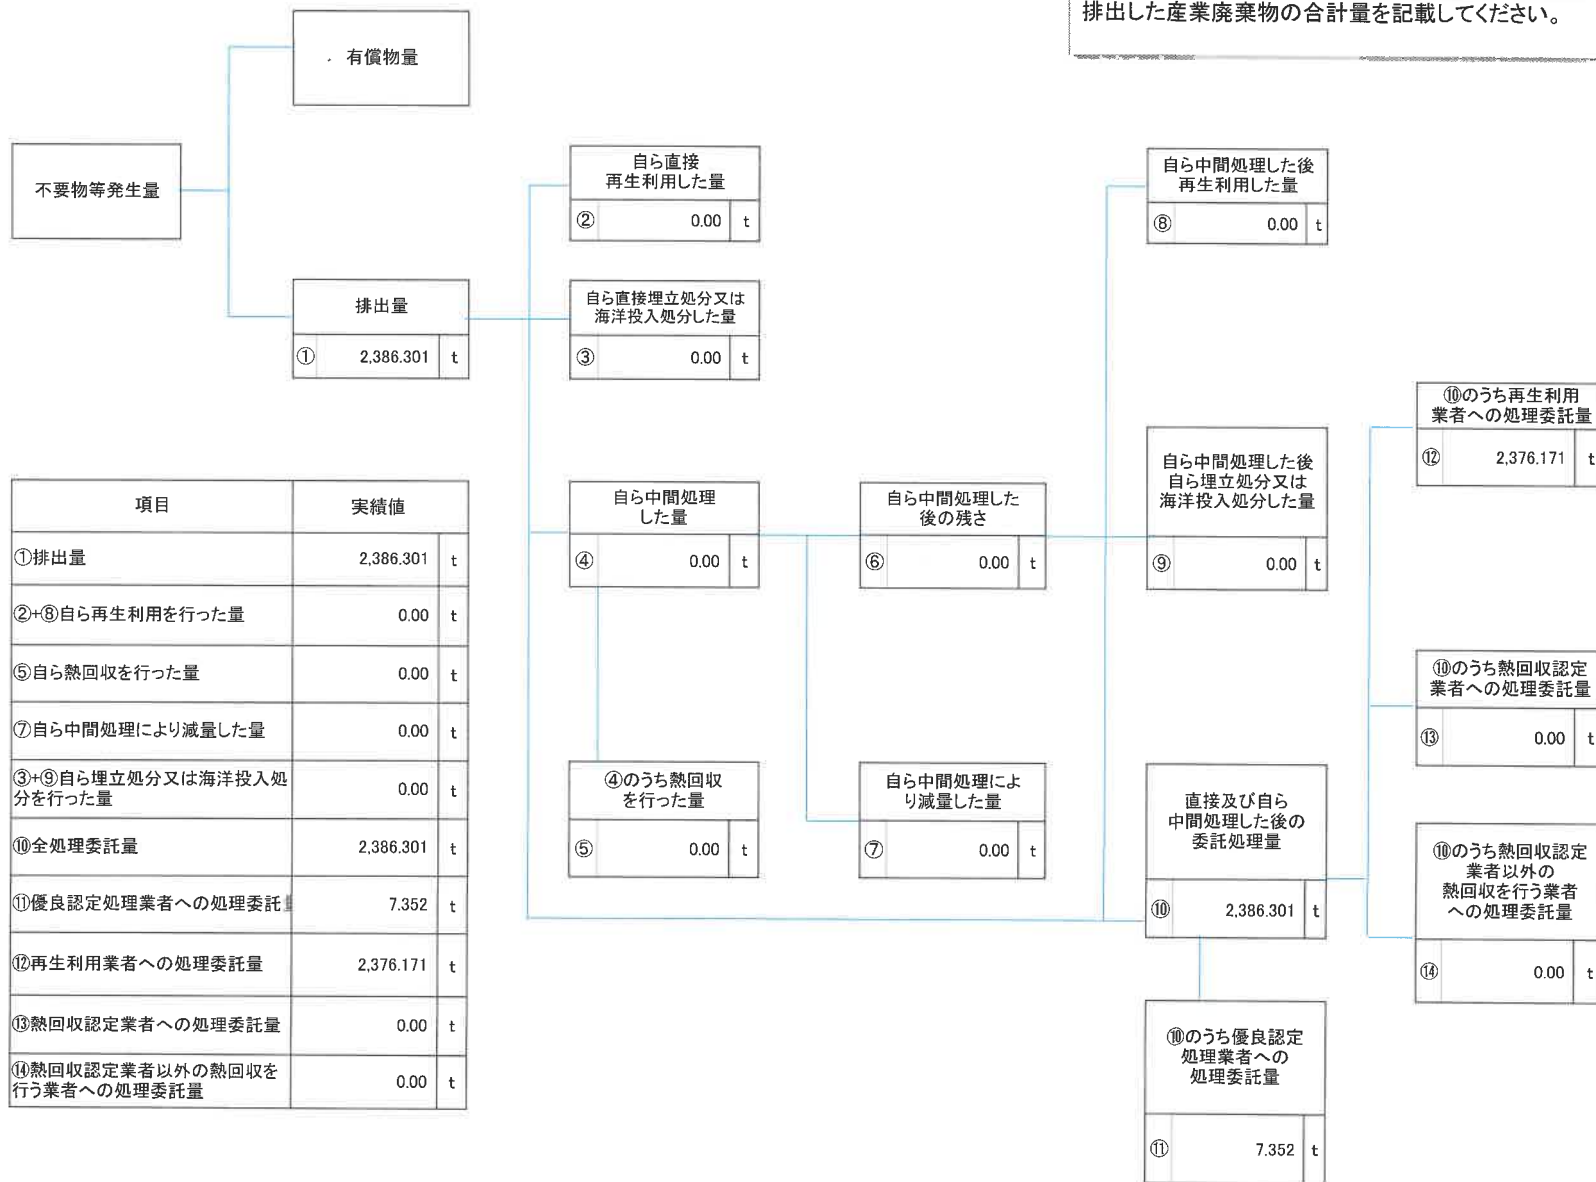 排出した産業廃棄物の合計量を記載してください。
有償物量
不要物等発生量
排出量
① 2,386.301 t
自ら直接
再生利用した量
② 0.00 t
自ら直接埋立処分又は
海洋投入処分した量
③ 0.00 t
自ら中間処理
した量
④ 0.00 t
④のうち熱回収
を行った量
⑤ 0.00 t
自ら中間処理した
後の残さ
⑥ 0.00 t
自ら中間処理によ
り減量した量
⑦ 0.00 t
自ら中間処理した後
再生利用した量
⑧ 0.00 t
自ら中間処理した後
自ら埋立処分又は
海洋投入処分した量
⑨ 0.00 t
直接及び自ら
中間処理した後の
委託処理量
⑩ 2,386.301 t
⑩のうち優良認定
処理業者への
処理委託量
⑪ 7.352 t
⑩のうち再生利用
業者への処理委託量
⑫ 2,376.171 t
⑩のうち熱回収認定
業者への処理委託量
⑬ 0.00 t
⑩のうち熱回収認定
業者以外の
熱回収を行う業者
への処理委託量
⑭ 0.00 t
項目 実績値
①排出量 2,386.301 t
②+⑧自ら再生利用を行った量 0.00 t
⑤自ら熱回収を行った量 0.00 t
⑦自ら中間処理により減量した量 0.00 t
③+⑨自ら埋立処分又は海洋投入処
分を行った量 0.00 t
⑩全処理委託量 2,386.301 t
⑪優良認定処理業者への処理委託 7.352 t
⑫再生利用業者への処理委託量 2,376.171 t
⑬熱回収認定業者への処理委託量 0.00 t
⑭熱回収認定業者以外の熱回収を
行う業者への処理委託量 0.00 t